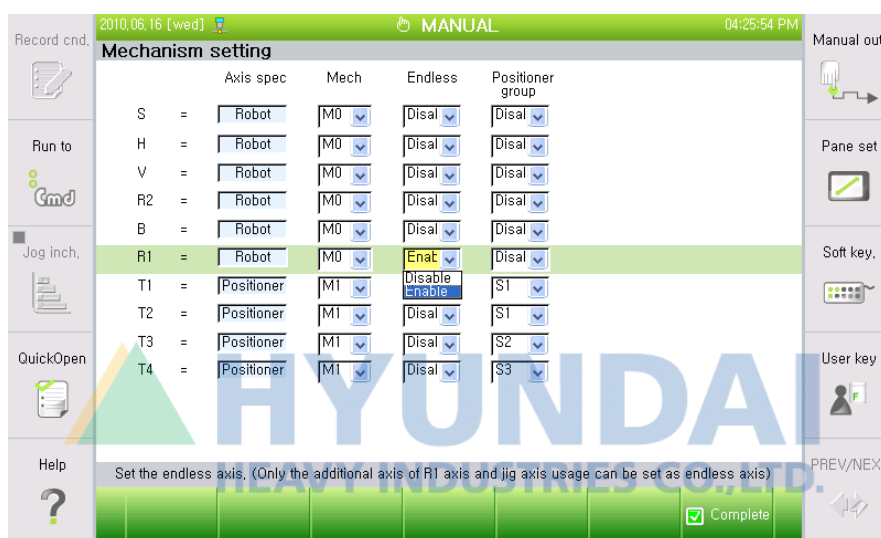 2010,06,16 [wed] MANUAL 04:25:54 PM
Record cnd,
Run to
Cmd
Jog inch,
QuickOpen
Help
Mechanism setting
Axis spec Mech Endless Positioner group
S = Robot M0 Disal Disal
H = Robot M0 Disal Disal
V = Robot M0 Disal Disal
R2 = Robot M0 Disal Disal
B = Robot M0 Disal Disal
R1 = Robot M0 Enab Disal
Disable
Enable
T1 = Positioner M1 S1
T2 = Positioner M1 Disal S1
T3 = Positioner M1 Disal S2
T4 = Positioner M1 Disal S3
HYUNDAI
HEAVY INDUSTRIES CO.,LTD.
Set the endless axis, (Only the additional axis of R1 axis and jig axis usage can be set as endless axis)
Complete
Manual out
Pane set
Soft key,
User key
F
PREV/NEX